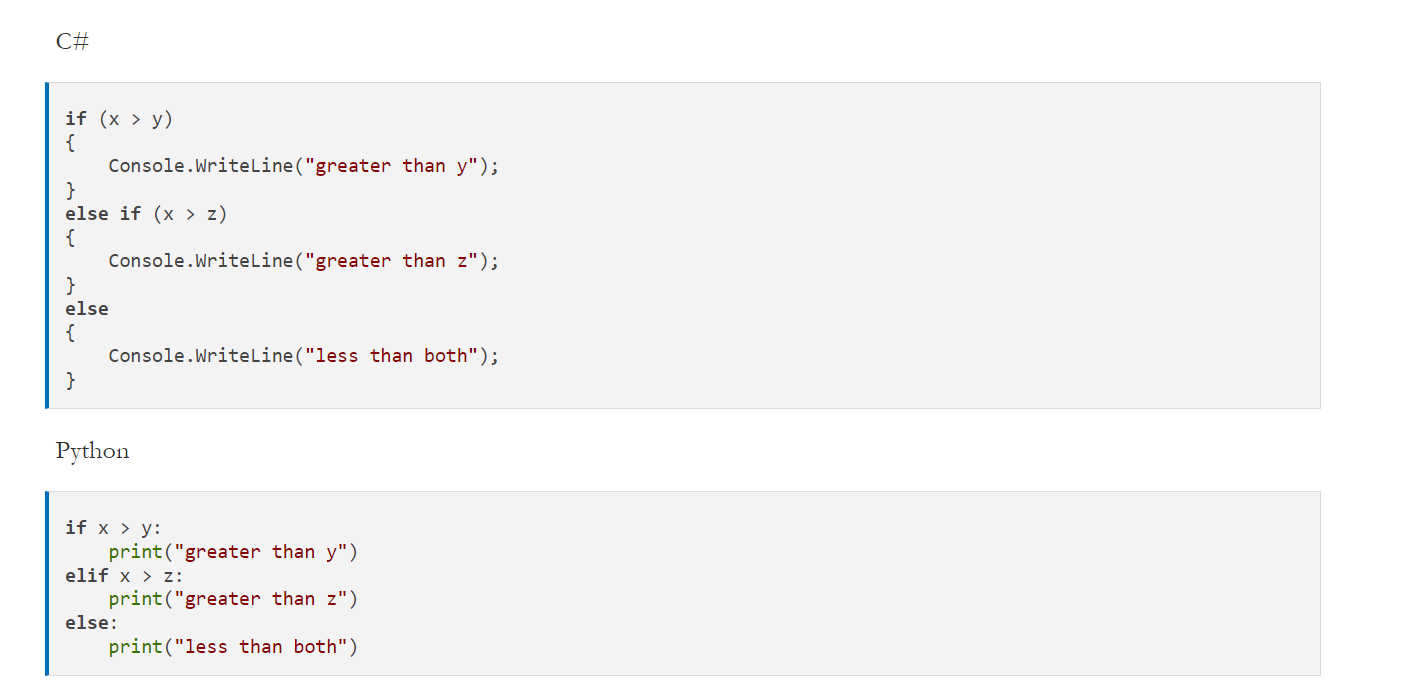 C#
if (x > y)
{
    Console.WriteLine("greater than y");
}
else if (x > z)
{
    Console.WriteLine("greater than z");
}
else
{
    Console.WriteLine("less than both");
}
Python
if x > y:
    print("greater than y")
elif x > z:
    print("greater than z")
else:
    print("less than both")